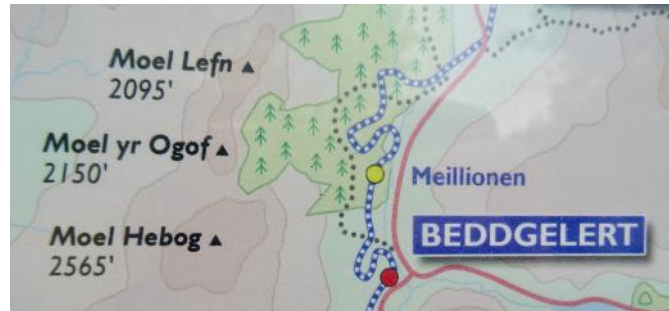 Moel Lefn
2095'
Moel yr Ogof
2150'
Meillionen
Moel Hebog
2565'
BEDDGELERT